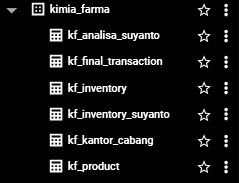 kimia_farma
kf_analisa_suyanto
kf_final_transaction
kf_inventory
kf_inventory_suyanto
kf_kantor_cabang
kf_product